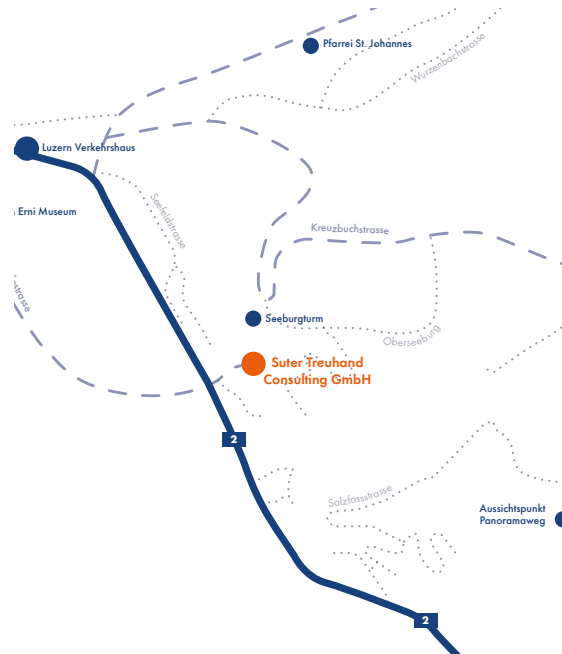 Pfarrei St. Johannes
Wurzenbachstrasse
Luzern Verkehrshaus
Erni Museum
Seefeldstrasse
Kreuzbuchstrasse
strasse
Seeburgturm
Oberseeburg
Suter Treuhand
Consulting GmbH
2
Salzfassstrasse
Aussichtspunkt
Panoramaweg
2